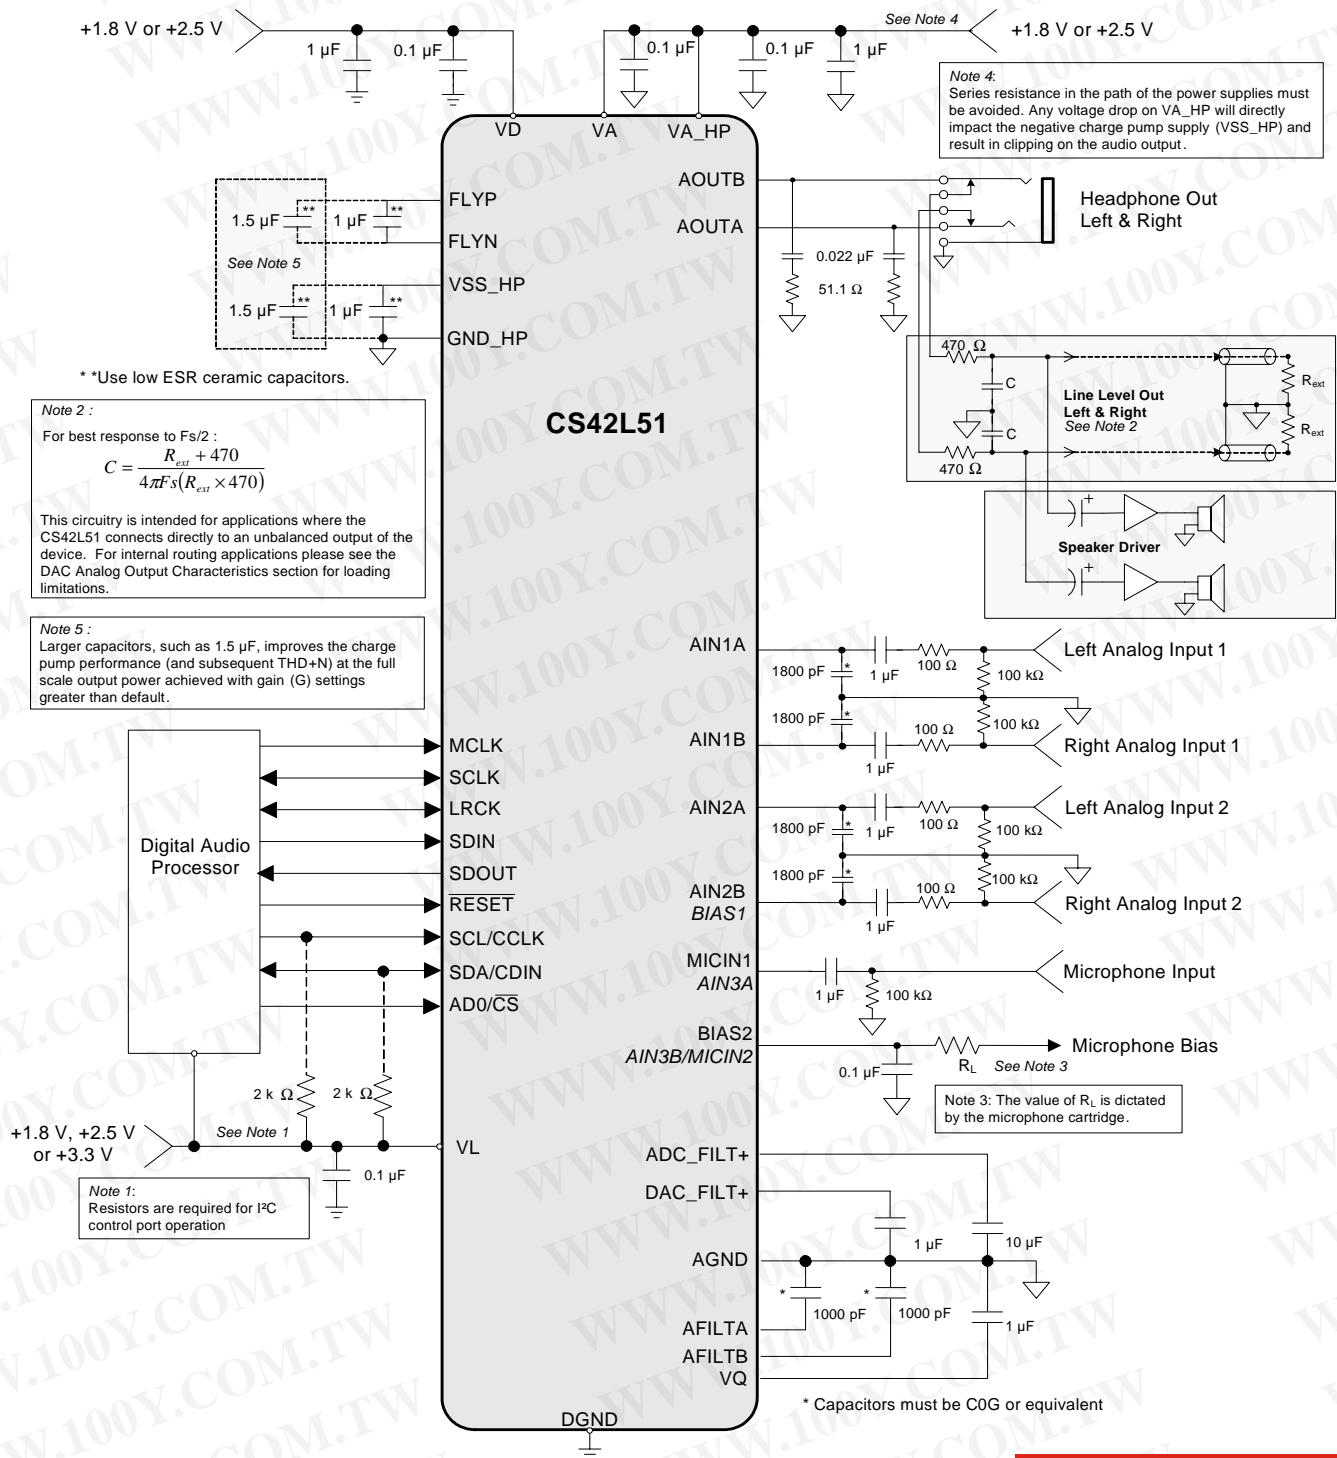 +1.8 V or +2.5 V
1 µF
0.1 µF
0.1 µF
0.1 µF
1 µF
See Note 4
+1.8 V or +2.5 V
Note 4:
Series resistance in the path of the power supplies must
be avoided. Any voltage drop on VA_HP will directly
impact the negative charge pump supply (VSS_HP) and
result in clipping on the audio output.
VD
VA
VA_HP
AOUTB
AOUTA
Headphone Out
Left & Right
0.022 µF
51.1 Ω
FLYP
FLYN
VSS_HP
GND_HP
1.5 µF
**
1 µF
**
See Note 5
1.5 µF
**
1 µF
**
* *Use low ESR ceramic capacitors.
Note 2 :
For best response to Fs/2 :
C = (R_ext + 470) / (4πFs(R_ext × 470))
This circuitry is intended for applications where the
CS42L51 connects directly to an unbalanced output of the
device. For internal routing applications please see the
DAC Analog Output Characteristics section for loading
limitations.
CS42L51
470 Ω
C
Line Level Out
Left & Right
See Note 2
C
470 Ω
R_ext
R_ext
+
Speaker Driver
+
Note 5 :
Larger capacitors, such as 1.5 µF, improves the charge
pump performance (and subsequent THD+N) at the full
scale output power achieved with gain (G) settings
greater than default.
AIN1A
1800 pF
*
1 µF
100 Ω
100 kΩ
Left Analog Input 1
1800 pF
*
100 kΩ
AIN1B
1 µF
100 Ω
Right Analog Input 1
AIN2A
1800 pF
*
1 µF
100 Ω
100 kΩ
Left Analog Input 2
1800 pF
*
100 kΩ
AIN2B
BIAS1
1 µF
100 Ω
Right Analog Input 2
MICIN1
AIN3A
1 µF
100 kΩ
Microphone Input
BIAS2
AIN3B/MICIN2
0.1 µF
R_L
See Note 3
Microphone Bias
Note 3: The value of R_L is dictated
by the microphone cartridge.
Digital Audio
Processor
MCLK
SCLK
LRCK
SDIN
SDOUT
RESET
SCL/CCLK
SDA/CDIN
AD0/CS
2 k Ω
2 k Ω
+1.8 V, +2.5 V
or +3.3 V
See Note 1
VL
0.1 µF
Note 1:
Resistors are required for I²C
control port operation
ADC_FILT+
DAC_FILT+
1 µF
10 µF
AGND
*
1000 pF
*
1000 pF
1 µF
AFILTA
AFILTB
VQ
* Capacitors must be C0G or equivalent
DGND
WWW.100Y.COM.TW